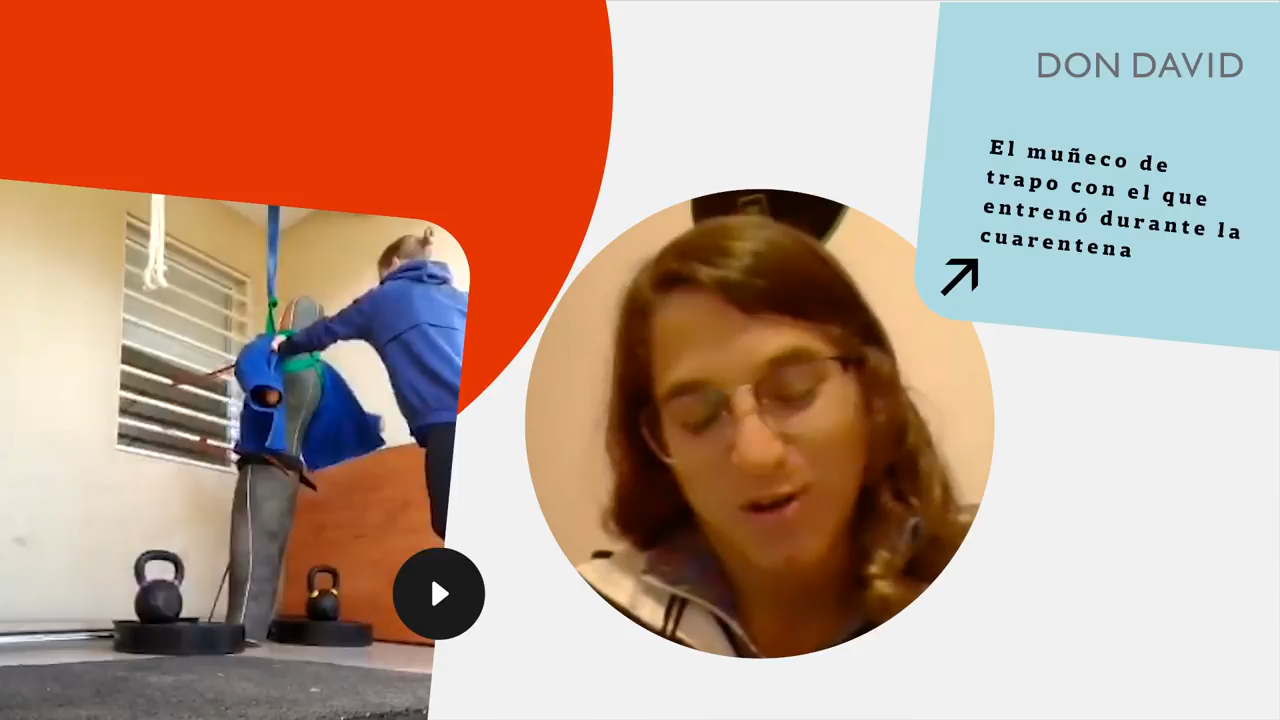 DON DAVID
El muñeco de
trapo con el que
entrenó durante la
cuarentena